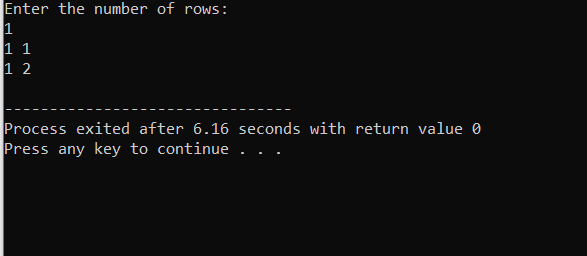 Enter the number of rows:
1
1 1
1 2
--------------------------------
Process exited after 6.16 seconds with return value 0
Press any key to continue . . .